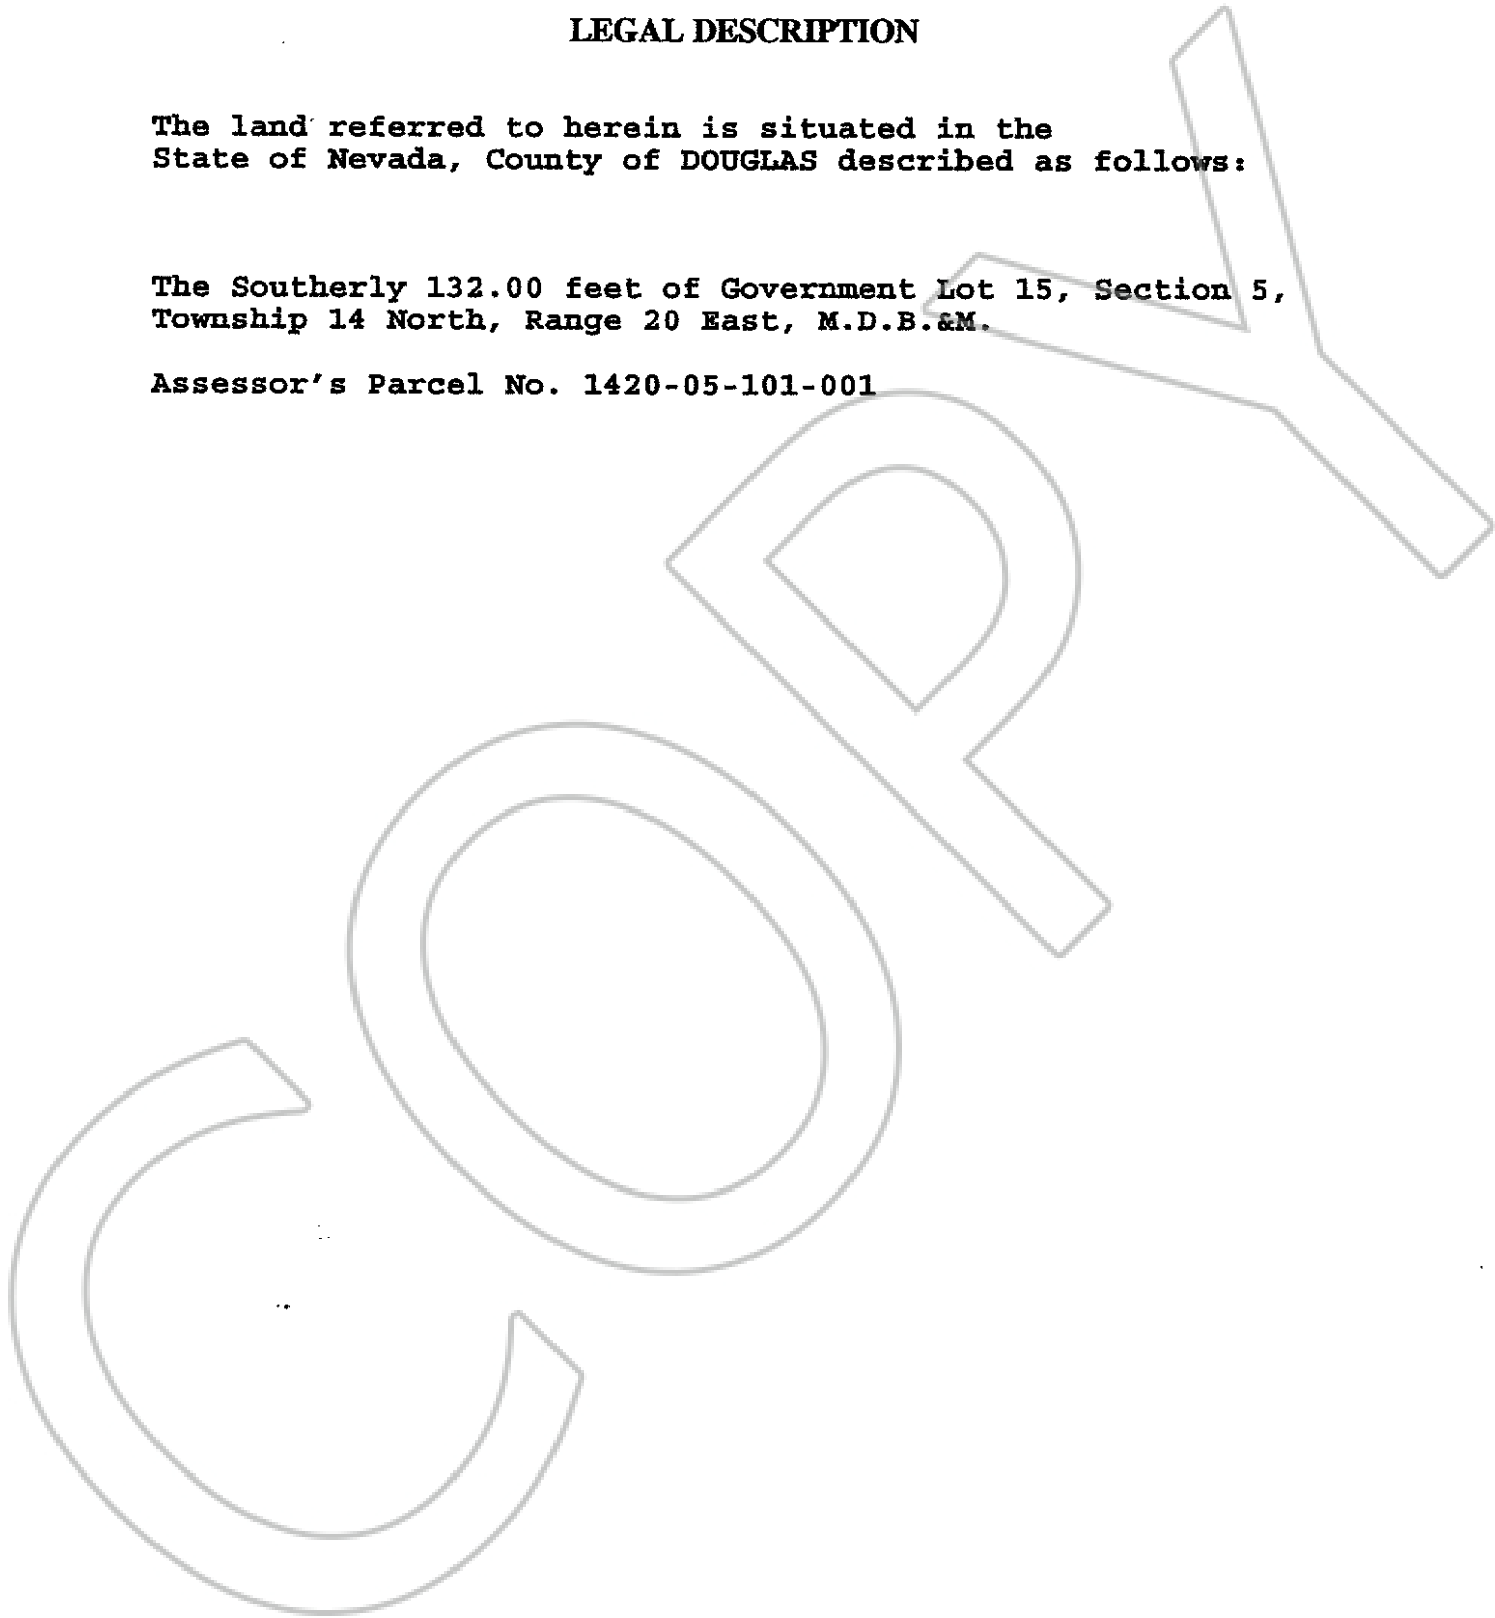 LEGAL DESCRIPTION
The land referred to herein is situated in the
State of Nevada, County of DOUGLAS described as follows:
The Southerly 132.00 feet of Government Lot 15, Section 5,
Township 14 North, Range 20 East, M.D.B.&M.
Assessor's Parcel No. 1420-05-101-001
COPY